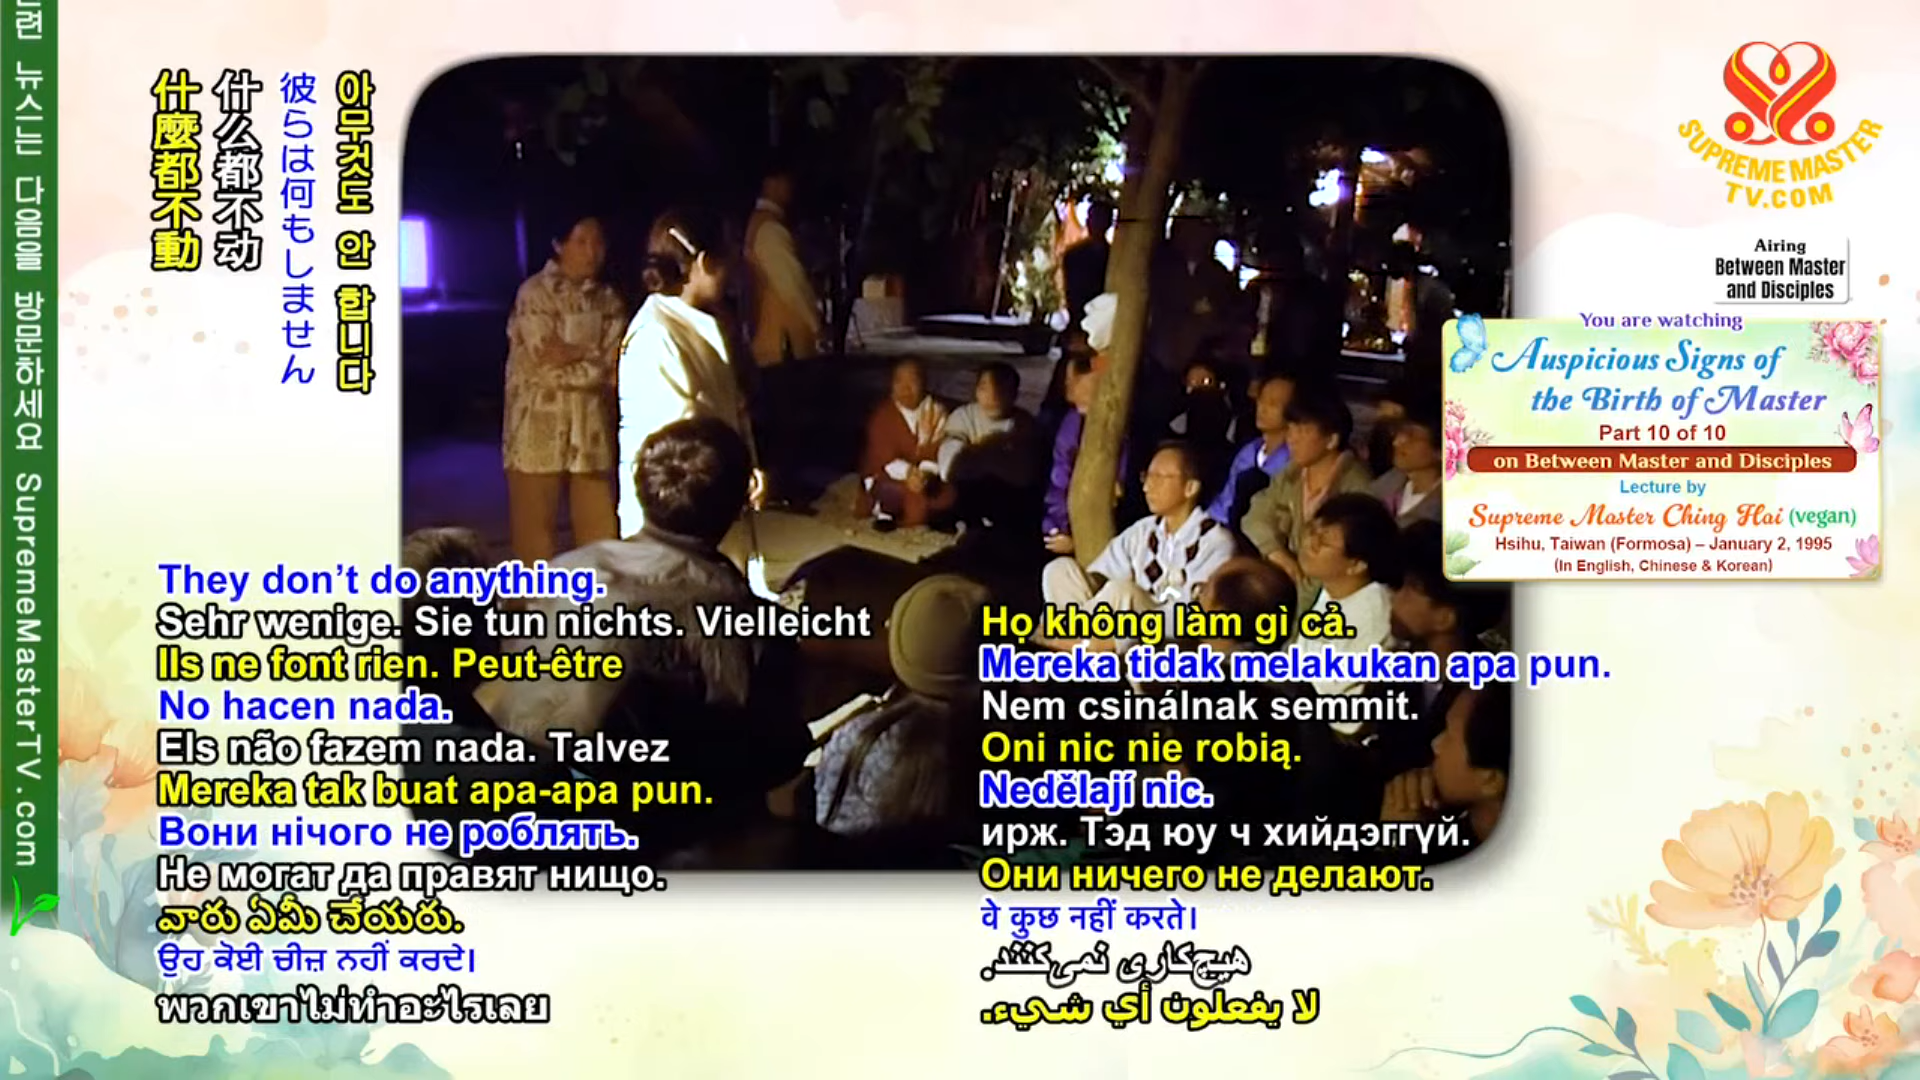 련 뉴스는 다음을 방문하세요 SupremeMasterTV.com
什麼都不動
什么都不动
彼らは何もしません
아무것도 안 합니다
SUPREME MASTER
TV.COM
Airing
Between Master
and Disciples
You are watching
Auspicious Signs of
the Birth of Master
Part 10 of 10
on Between Master and Disciples
Lecture by
Supreme Master Ching Hai (vegan)
Hsihu, Taiwan (Formosa) – January 2, 1995
(In English, Chinese & Korean)
They don’t do anything.
Sehr wenige. Sie tun nichts. Vielleicht
Ils ne font rien. Peut-être
No hacen nada.
Els não fazem nada. Talvez
Mereka tak buat apa-apa pun.
Вони нічого не роблять.
Не могат да правят нищо.
వారు ఏమీ చేయరు.
ਉਹ ਕੋਈ ਚੀਜ਼ ਨਹੀਂ ਕਰਦੇ।
พวกเขาไม่ทำอะไรเลย
Họ không làm gì cả.
Mereka tidak melakukan apa pun.
Nem csinálnak semmit.
Oni nic nie robią.
Nedělají nic.
ирж. Тэд юу ч хийдэггүй.
Они ничего не делают.
वे कुछ नहीं करते।
هیچ‌کاری نمی‌کنند.
لا يفعلون أي شيء.